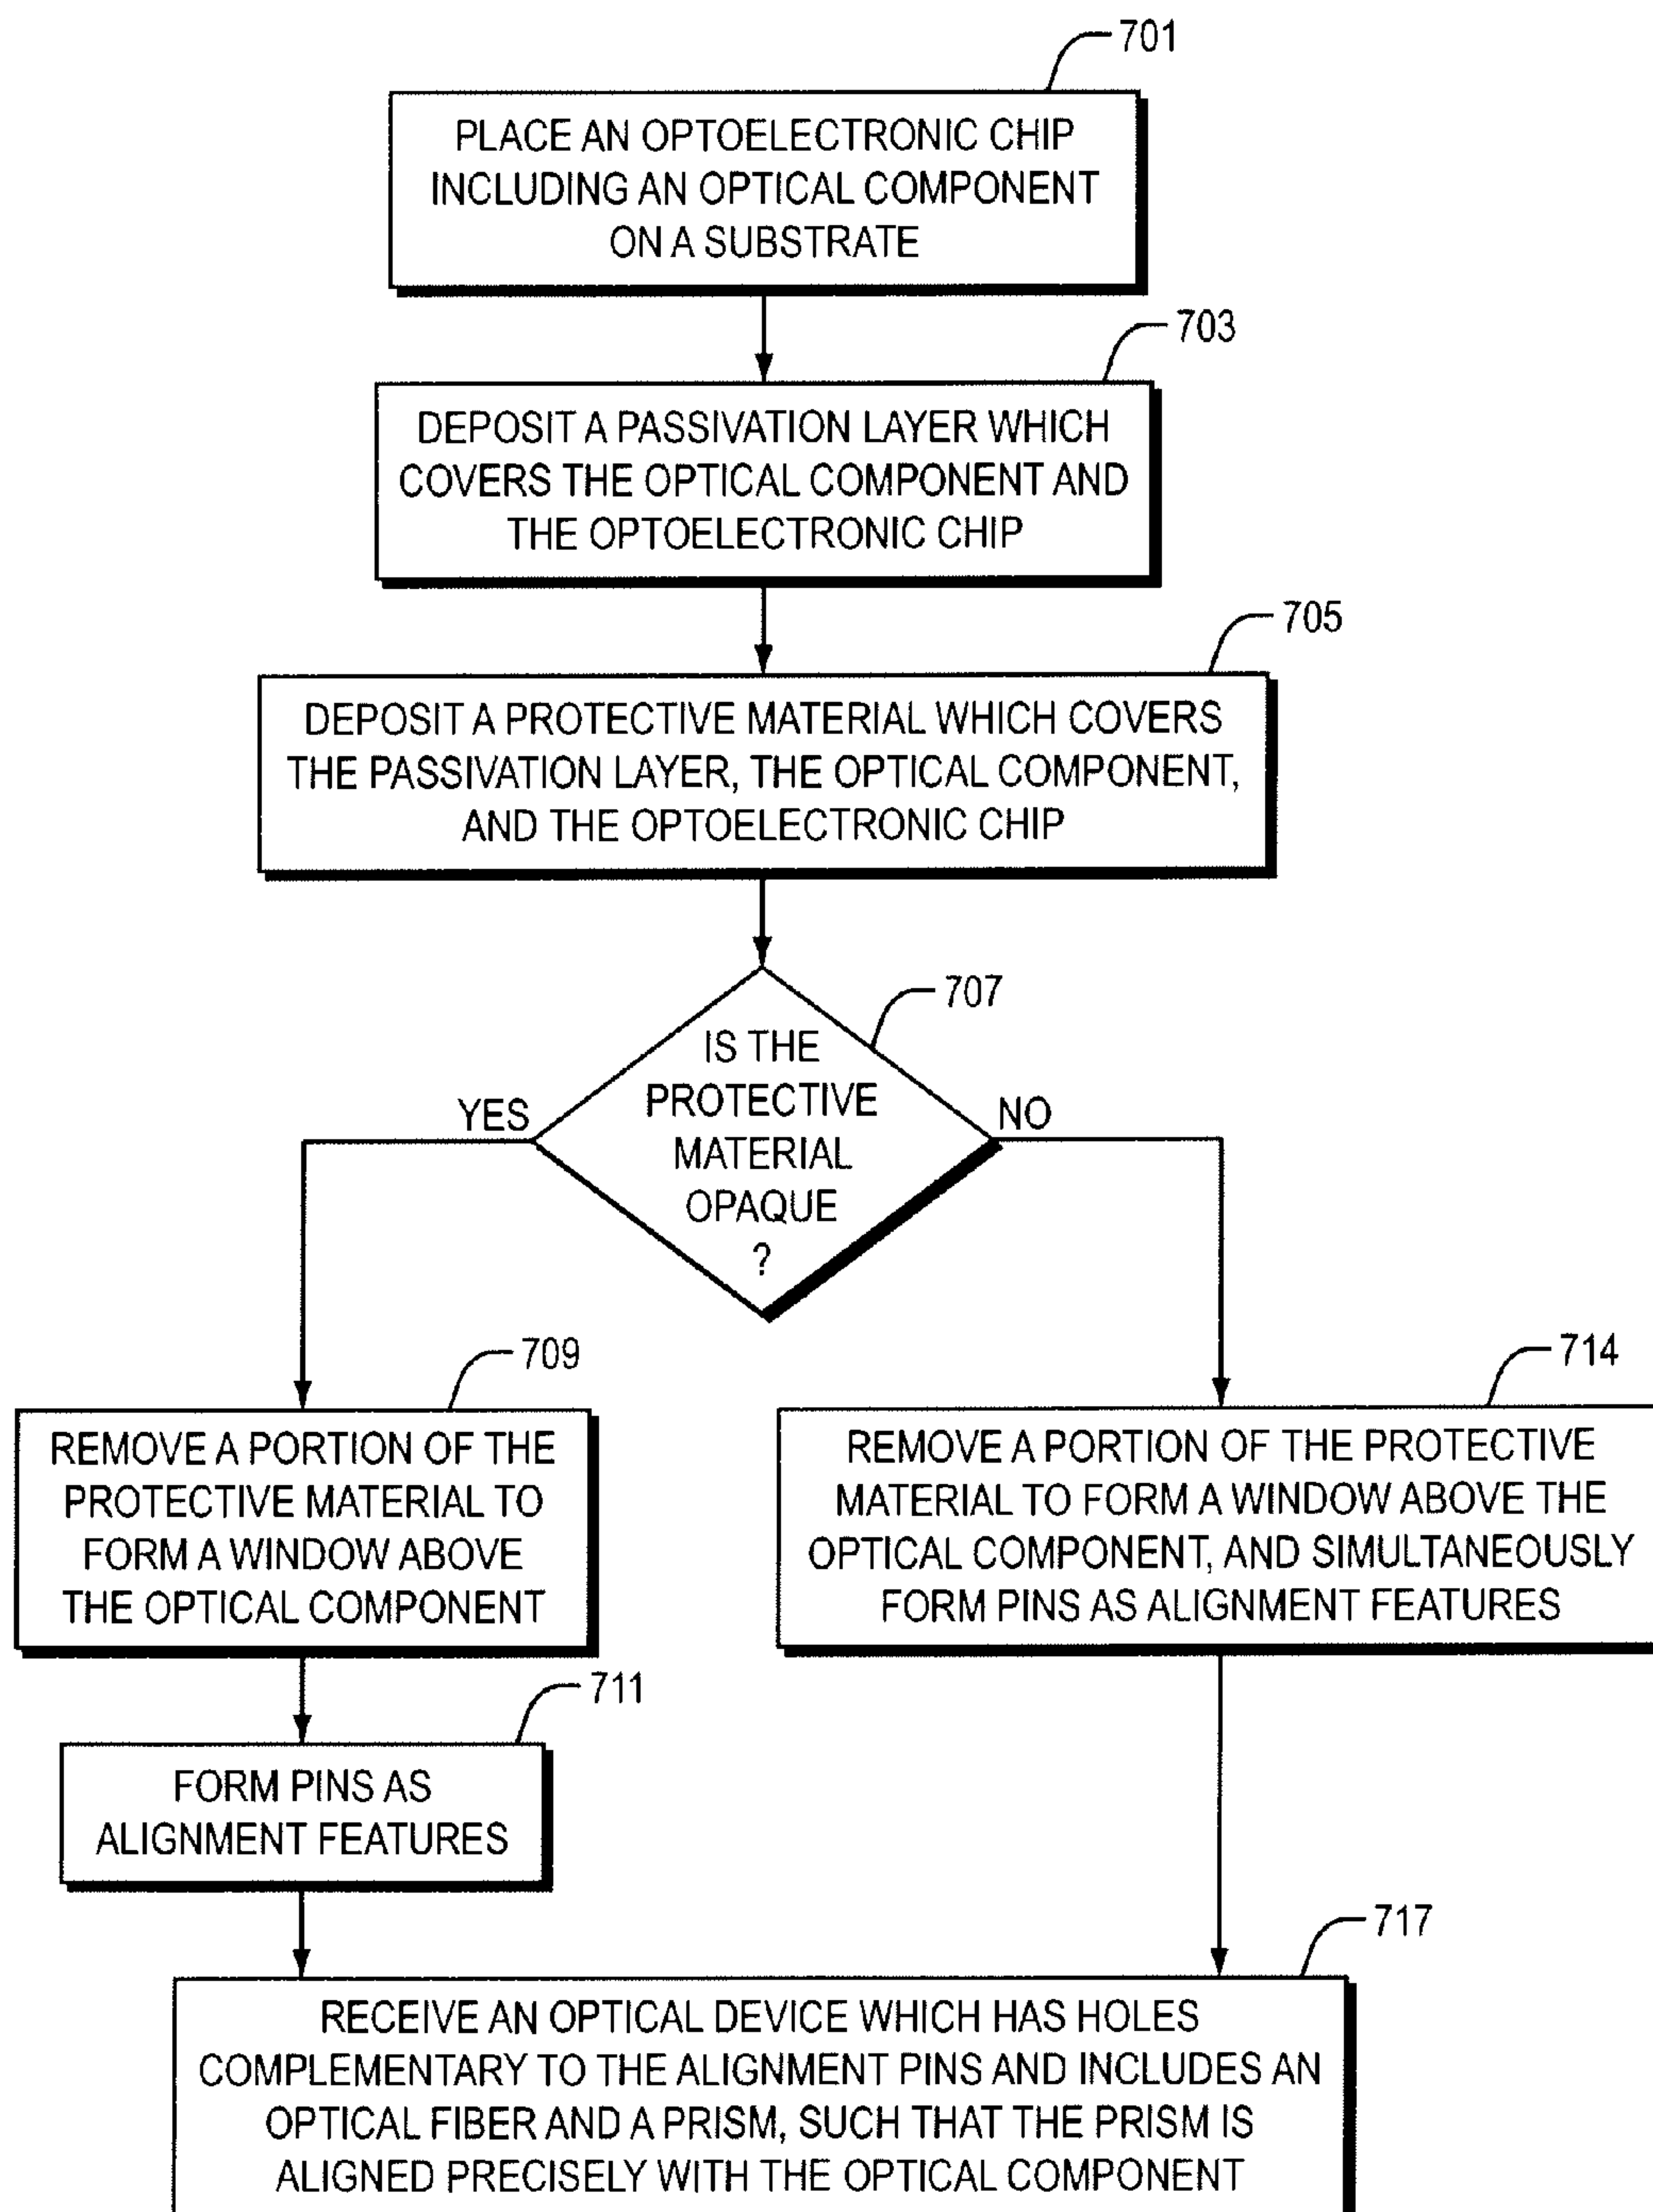 701
PLACE AN OPTOELECTRONIC CHIP
INCLUDING AN OPTICAL COMPONENT
ON A SUBSTRATE
703
DEPOSIT A PASSIVATION LAYER WHICH
COVERS THE OPTICAL COMPONENT AND
THE OPTOELECTRONIC CHIP
705
DEPOSIT A PROTECTIVE MATERIAL WHICH COVERS
THE PASSIVATION LAYER, THE OPTICAL COMPONENT,
AND THE OPTOELECTRONIC CHIP
707
IS THE
PROTECTIVE
MATERIAL
OPAQUE
?
YES
NO
709
REMOVE A PORTION OF THE
PROTECTIVE MATERIAL TO
FORM A WINDOW ABOVE
THE OPTICAL COMPONENT
714
REMOVE A PORTION OF THE PROTECTIVE
MATERIAL TO FORM A WINDOW ABOVE THE
OPTICAL COMPONENT, AND SIMULTANEOUSLY
FORM PINS AS ALIGNMENT FEATURES
711
FORM PINS AS
ALIGNMENT FEATURES
717
RECEIVE AN OPTICAL DEVICE WHICH HAS HOLES
COMPLEMENTARY TO THE ALIGNMENT PINS AND INCLUDES AN
OPTICAL FIBER AND A PRISM, SUCH THAT THE PRISM IS
ALIGNED PRECISELY WITH THE OPTICAL COMPONENT